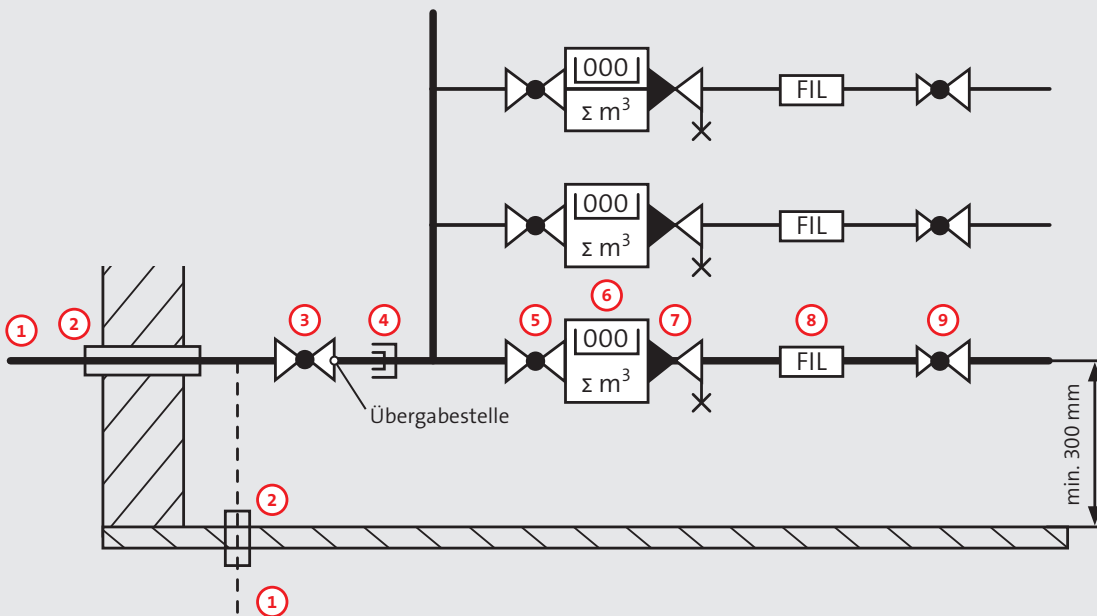 000
Σ m³
FIL
000
Σ m³
FIL
6
1
2
3
4
5
000
Σ m³
7
8
FIL
9
Übergabestelle
min. 300 mm
2
1